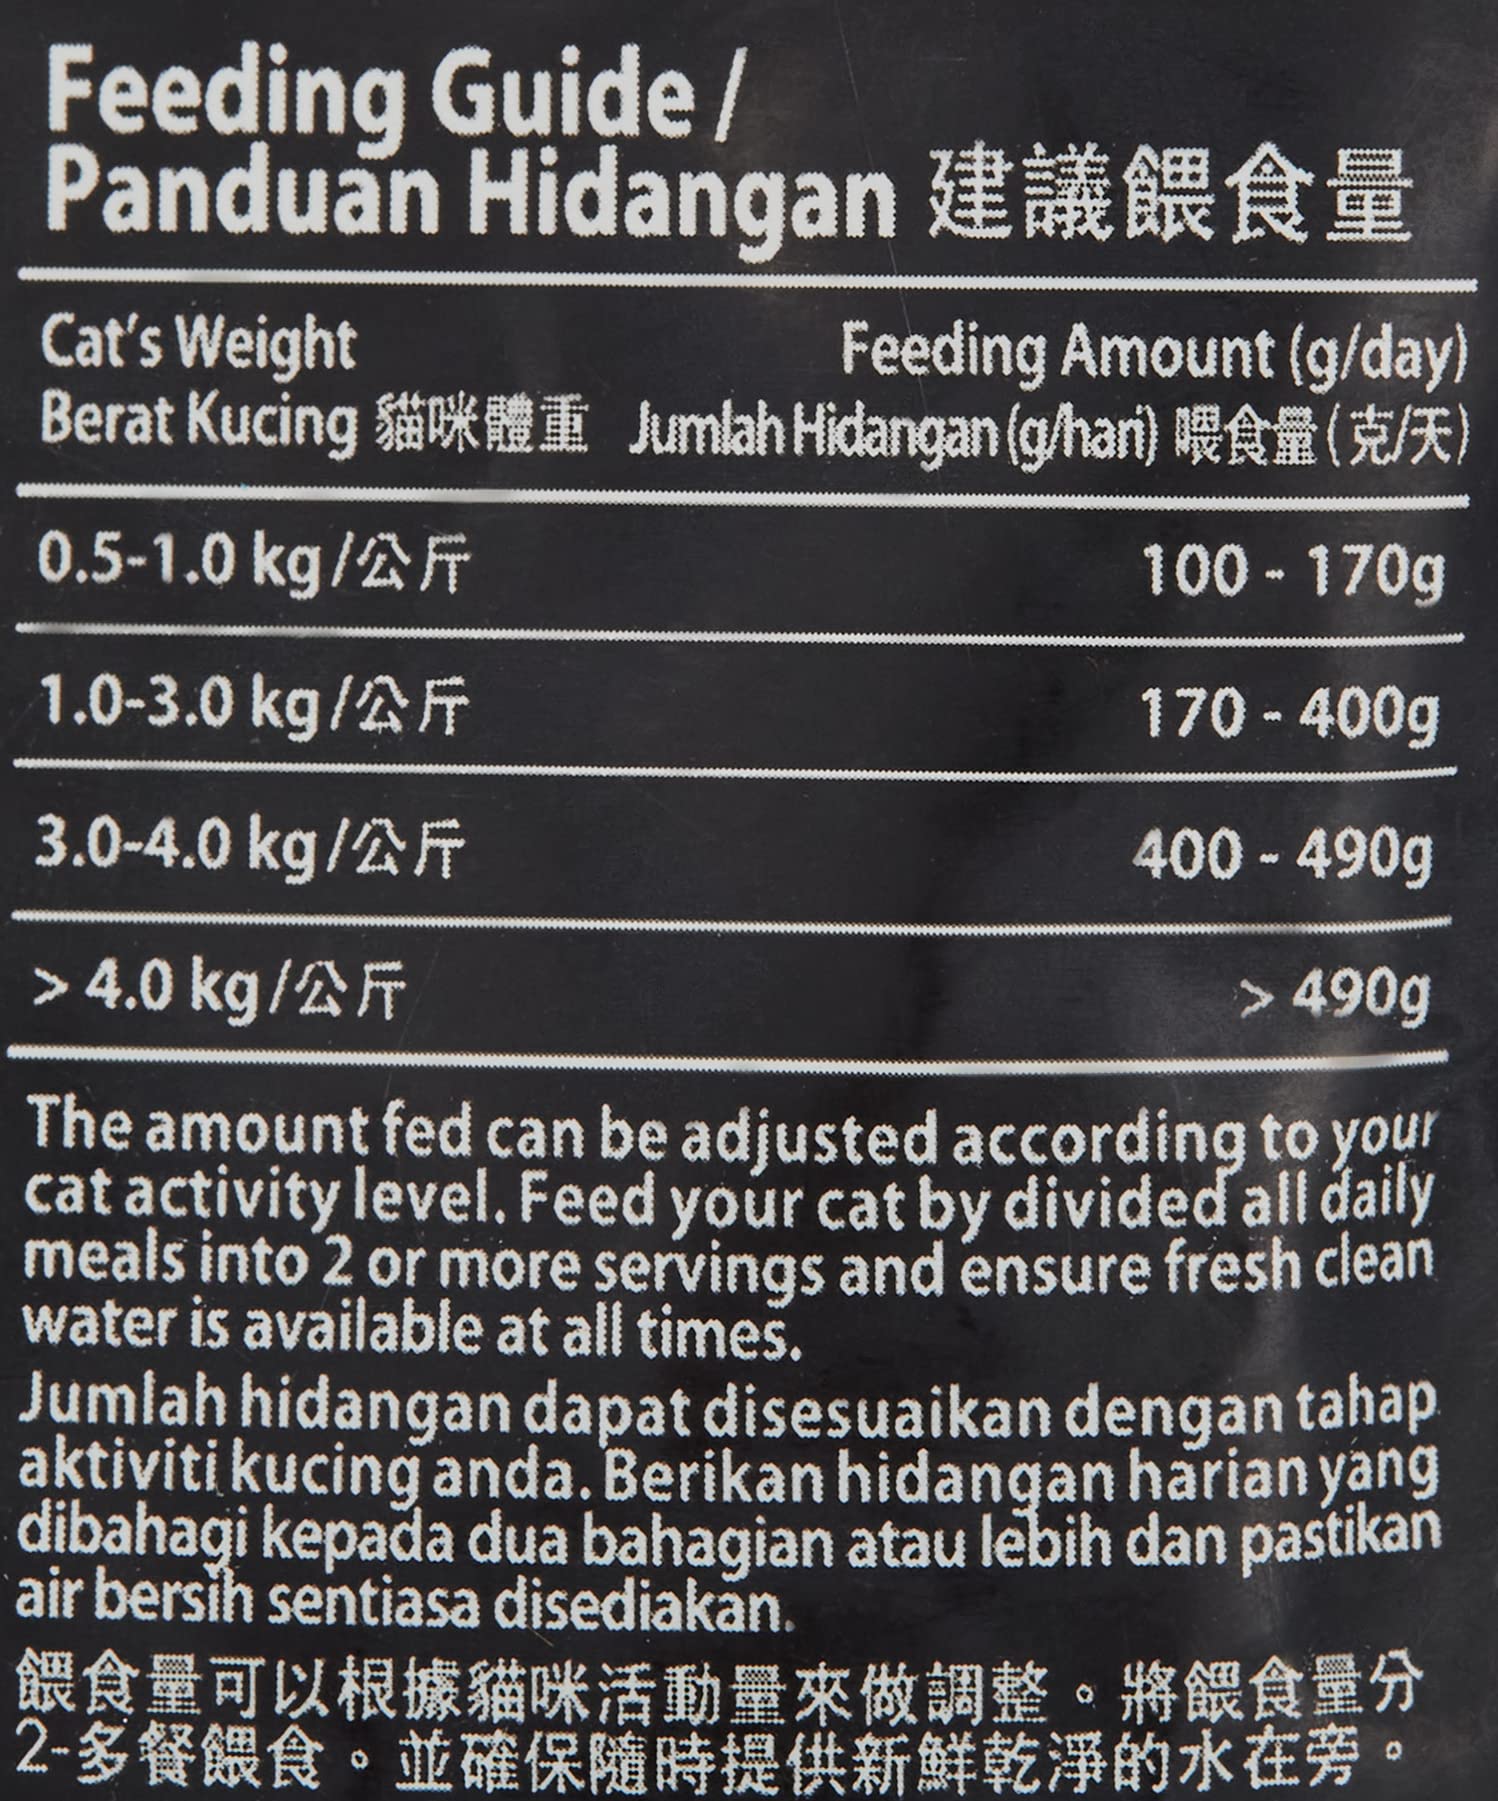 Feeding Guide /
Panduan Hidangan 建議餵食量
Cat's Weight Feeding Amount (g/day)
Berat Kucing 貓咪體重 Jumlah Hidangan (g/hari) 喂食量 (克/天)
0.5-1.0 kg /公斤 100 - 170g
1.0-3.0 kg /公斤 170 - 400g
3.0-4.0 kg /公斤 400 - 490g
> 4.0 kg /公斤 > 490g
The amount fed can be adjusted according to your
cat activity level. Feed your cat by divided all daily
meals into 2 or more servings and ensure fresh clean
water is available at all times.
Jumlah hidangan dapat disesuaikan dengan tahap
aktiviti kucing anda. Berikan hidangan harian yang
dibahagi kepada dua bahagian atau lebih dan pastikan
air bersih sentiasa disediakan.
餵食量可以根據貓咪活動量來做調整。將餵食量分
2-多餐餵食。並確保隨時提供新鮮乾淨的水在旁。